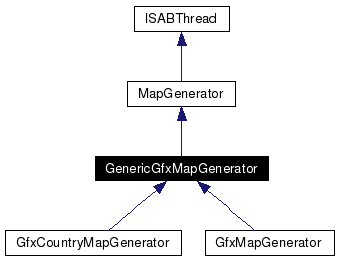 ISABThread
MapGenerator
GenericGfxMapGenerator
GfxCountryMapGenerator
GfxMapGenerator